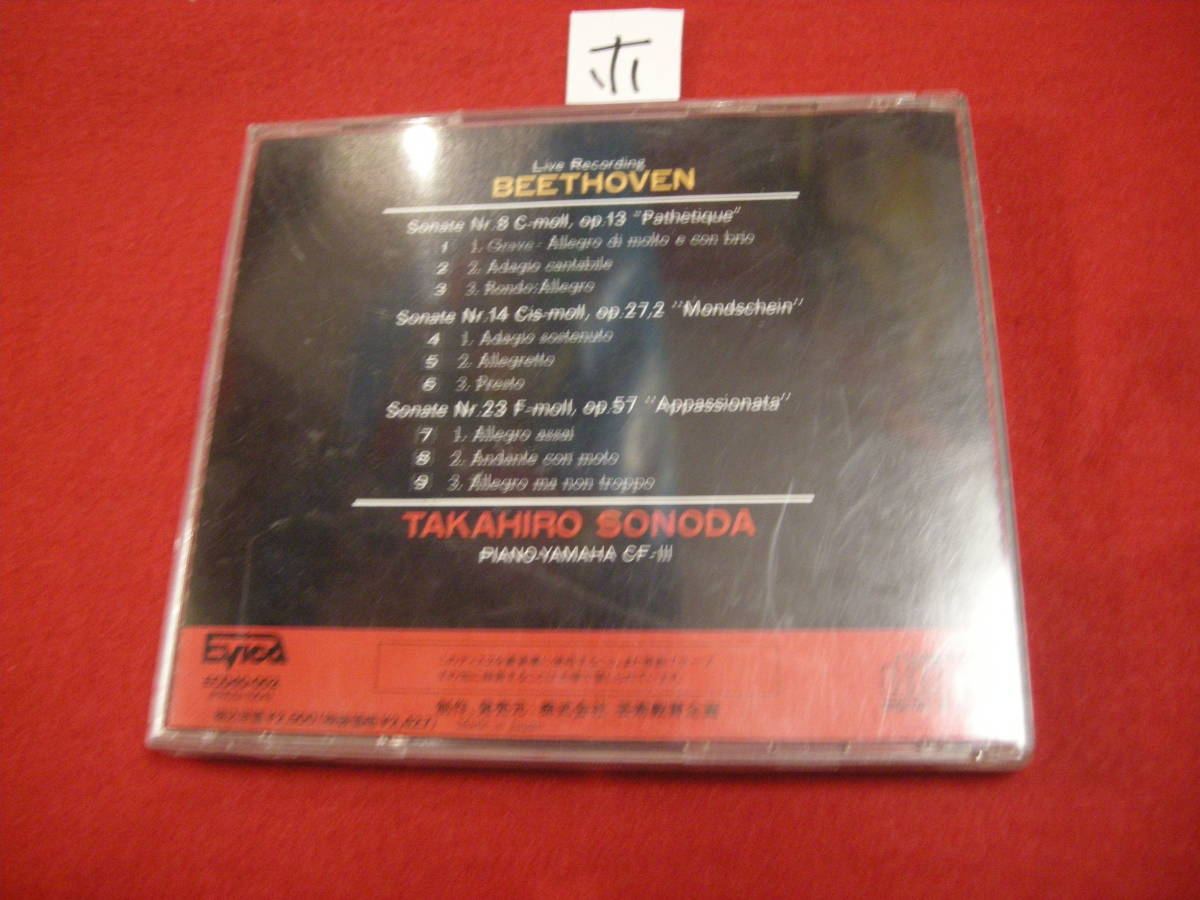 ホ
Live Recording
BEETHOVEN
Sonate Nr.8 C-moll, op.13 "Pathétique"
1 1. Grave - Allegro di molto e con brio
2 2. Adagio cantabile
3 3. Rondo: Allegro
Sonate Nr.14 Cis-moll, op.27,2 "Mondschein"
4 1. Adagio sostenuto
5 2. Allegretto
6 3. Presto
Sonate Nr.23 F-moll, op.57 "Appassionata"
7 1. Allegro assai
8 2. Andante con moto
9 3. Allegro ma non troppo
TAKAHIRO SONODA
PIANO-YAMAHA CF-III
Evica